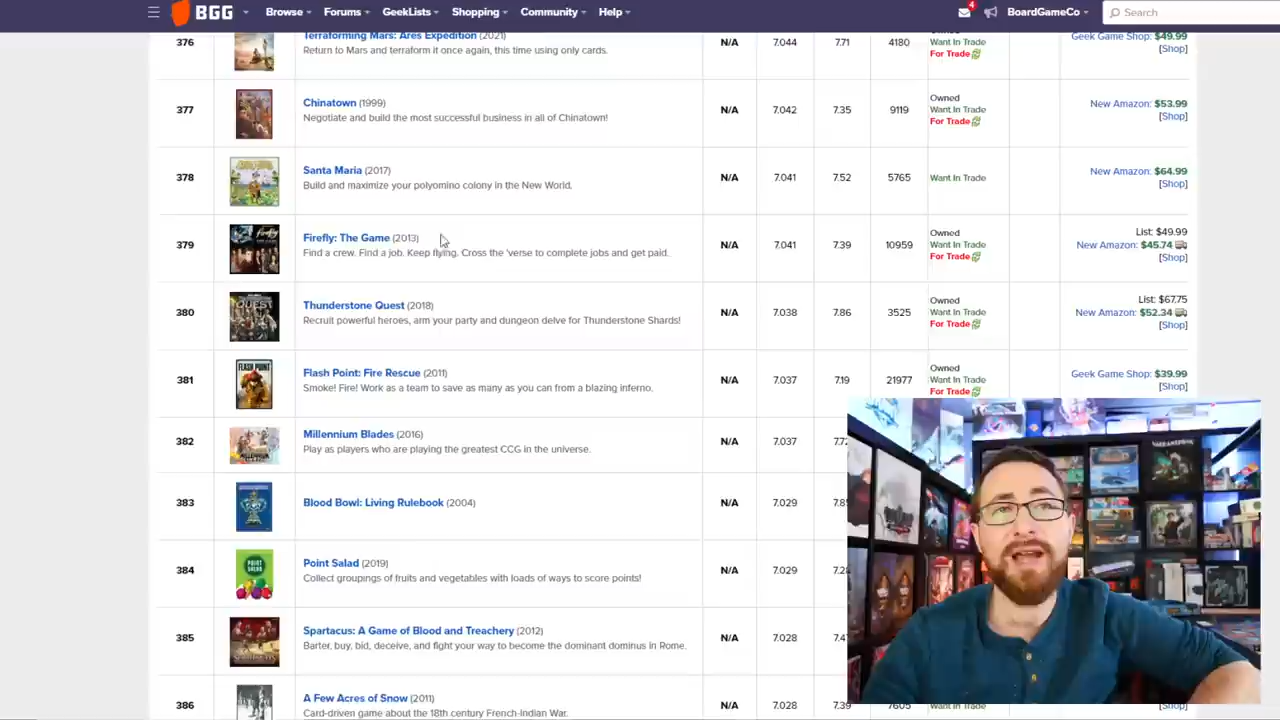 BGG Browse Forums GeekLists Shopping Community Help 4 BoardGameCo Search
376 Terraforming Mars: Ares Expedition (2021) N/A 7.044 7.71 4180 Owned Geek Game Shop: $49.99
Return to Mars and terraform it once again, this time using only cards. Want In Trade [Shop]
For Trade
377 Chinatown (1999) N/A 7.042 7.35 9119 Owned New Amazon: $53.99
Negotiate and build the most successful business in all of Chinatown! Want In Trade [Shop]
For Trade
378 Santa Maria (2017) N/A 7.041 7.52 5765 Want In Trade New Amazon: $64.99
Build and maximize your polyomino colony in the New World. [Shop]
379 Firefly: The Game (2013) N/A 7.041 7.39 10959 Owned List: $49.99
Find a crew. Find a job. Keep flying. Cross the 'verse to complete jobs and get paid. Want In Trade New Amazon: $45.74
For Trade [Shop]
380 Thunderstone Quest (2018) N/A 7.038 7.86 3525 Owned List: $67.75
Recruit powerful heroes, arm your party and dungeon delve for Thunderstone Shards! Want In Trade New Amazon: $52.34
For Trade [Shop]
381 Flash Point: Fire Rescue (2011) N/A 7.037 7.19 21977 Owned Geek Game Shop: $39.99
Smoke! Fire! Work as a team to save as many as you can from a blazing inferno. Want In Trade [Shop]
For Trade
382 Millennium Blades (2016) N/A 7.037
Play as players who are playing the greatest CCG in the universe.
383 Blood Bowl: Living Rulebook (2004) N/A 7.029
384 Point Salad (2019) N/A 7.029
Collect groupings of fruits and vegetables with loads of ways to score points!
385 Spartacus: A Game of Blood and Treachery (2012) N/A 7.028
Barter, buy, bid, deceive, and fight your way to become the dominant dominus in Rome.
386 A Few Acres of Snow (2011) N/A 7.028 7.39 7605 Want In Trade [Shop]
Card-driven game about the 18th century French-Indian War.